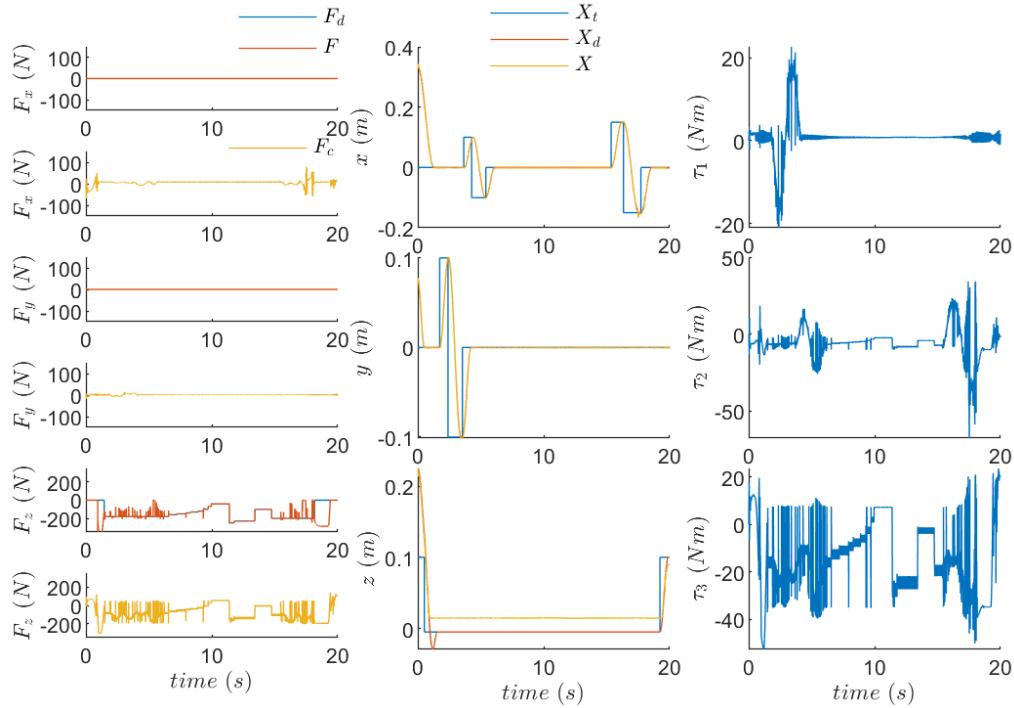 F_d
F
100
0
-100
F_x (N)
0 10 20
F_c
100
0
-100
F_x (N)
0 10 20
100
0
-100
F_y (N)
0 10 20
100
0
-100
F_y (N)
0 10 20
200
0
-200
F_z (N)
0 10 20
200
0
-200
F_z (N)
0 10 20
time (s)
X_t
X_d
X
0.4
0.2
0
-0.2
x (m)
0 10 20
0.1
0
-0.1
y (m)
0 10 20
0.2
0.1
0
z (m)
0 10 20
time (s)
20
0
-20
τ_1 (Nm)
0 10 20
50
0
-50
τ_2 (Nm)
0 10 20
20
0
-20
-40
τ_3 (Nm)
0 10 20
time (s)